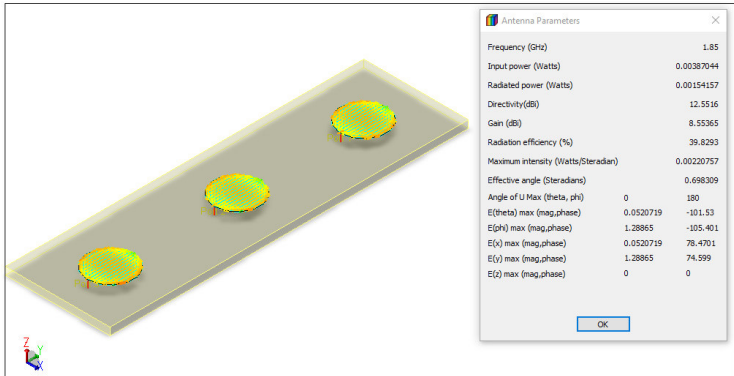 Antenna Parameters
Frequency (GHz) 1.85
Input power (Watts) 0.00387044
Radiated power (Watts) 0.00154157
Directivity(dBi) 12.5516
Gain (dBi) 8.55365
Radiation efficiency (%) 39.8293
Maximum intensity (Watts/Steradian) 0.00220757
Effective angle (Steradians) 0.698309
Angle of U Max (theta, phi) 0 180
E(theta) max (mag,phase) 0.0520719 -101.53
E(phi) max (mag,phase) 1.28865 -105.401
E(x) max (mag,phase) 0.0520719 78.4701
E(y) max (mag,phase) 1.28865 74.599
E(z) max (mag,phase) 0 0
OK
Z
Y
X